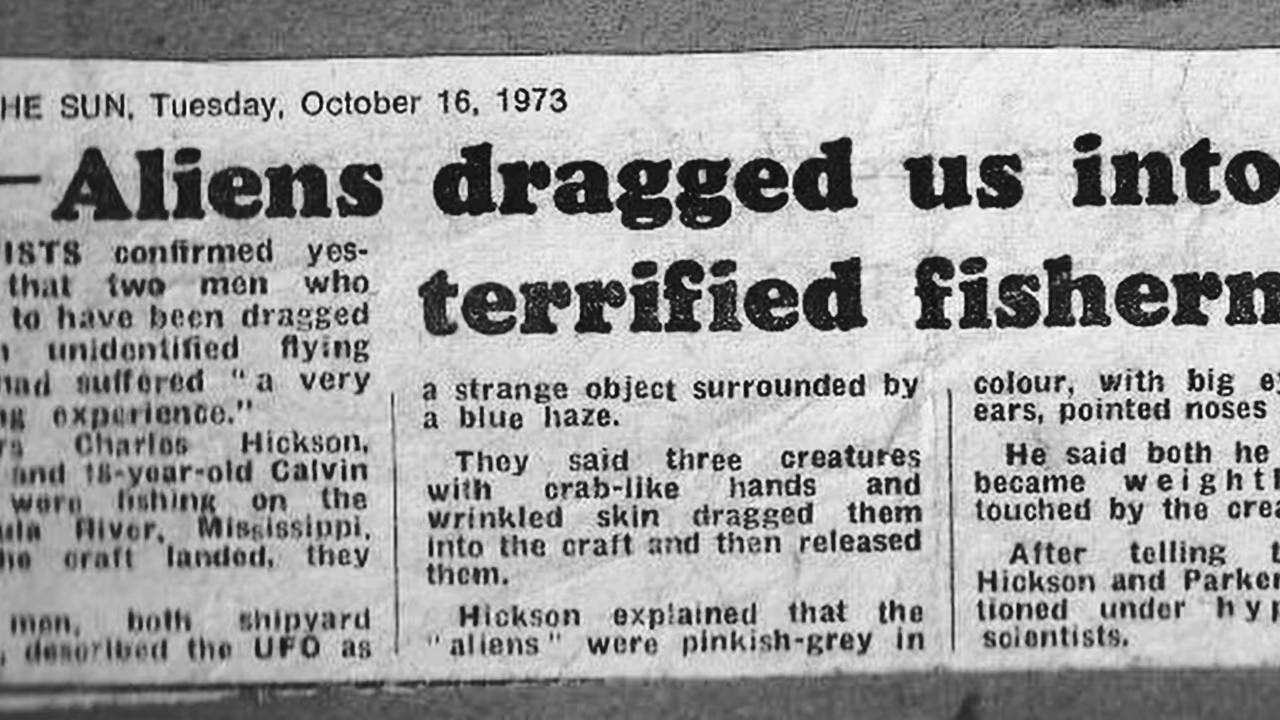 HE SUN, Tuesday, October 16, 1973
—Aliens dragged us into
terrified fisherm
ISTS confirmed yes-
that two men who
to have been dragged
unidentified flying
had suffered "a very
experience."
Charles Hickson,
and 18-year-old Calvin
were fishing on the
River, Mississippi,
craft landed, they
men, both shipyard
, described the UFO as
a strange object surrounded by
a blue haze.
They said three creatures
with crab-like hands and
wrinkled skin dragged them
into the craft and then released
them.
Hickson explained that the
"aliens" were pinkish-grey in
colour, with big e
ears, pointed noses
He said both he
became weightl
touched by the crea
After telling t
Hickson and Parker
tioned under hyp
scientists.